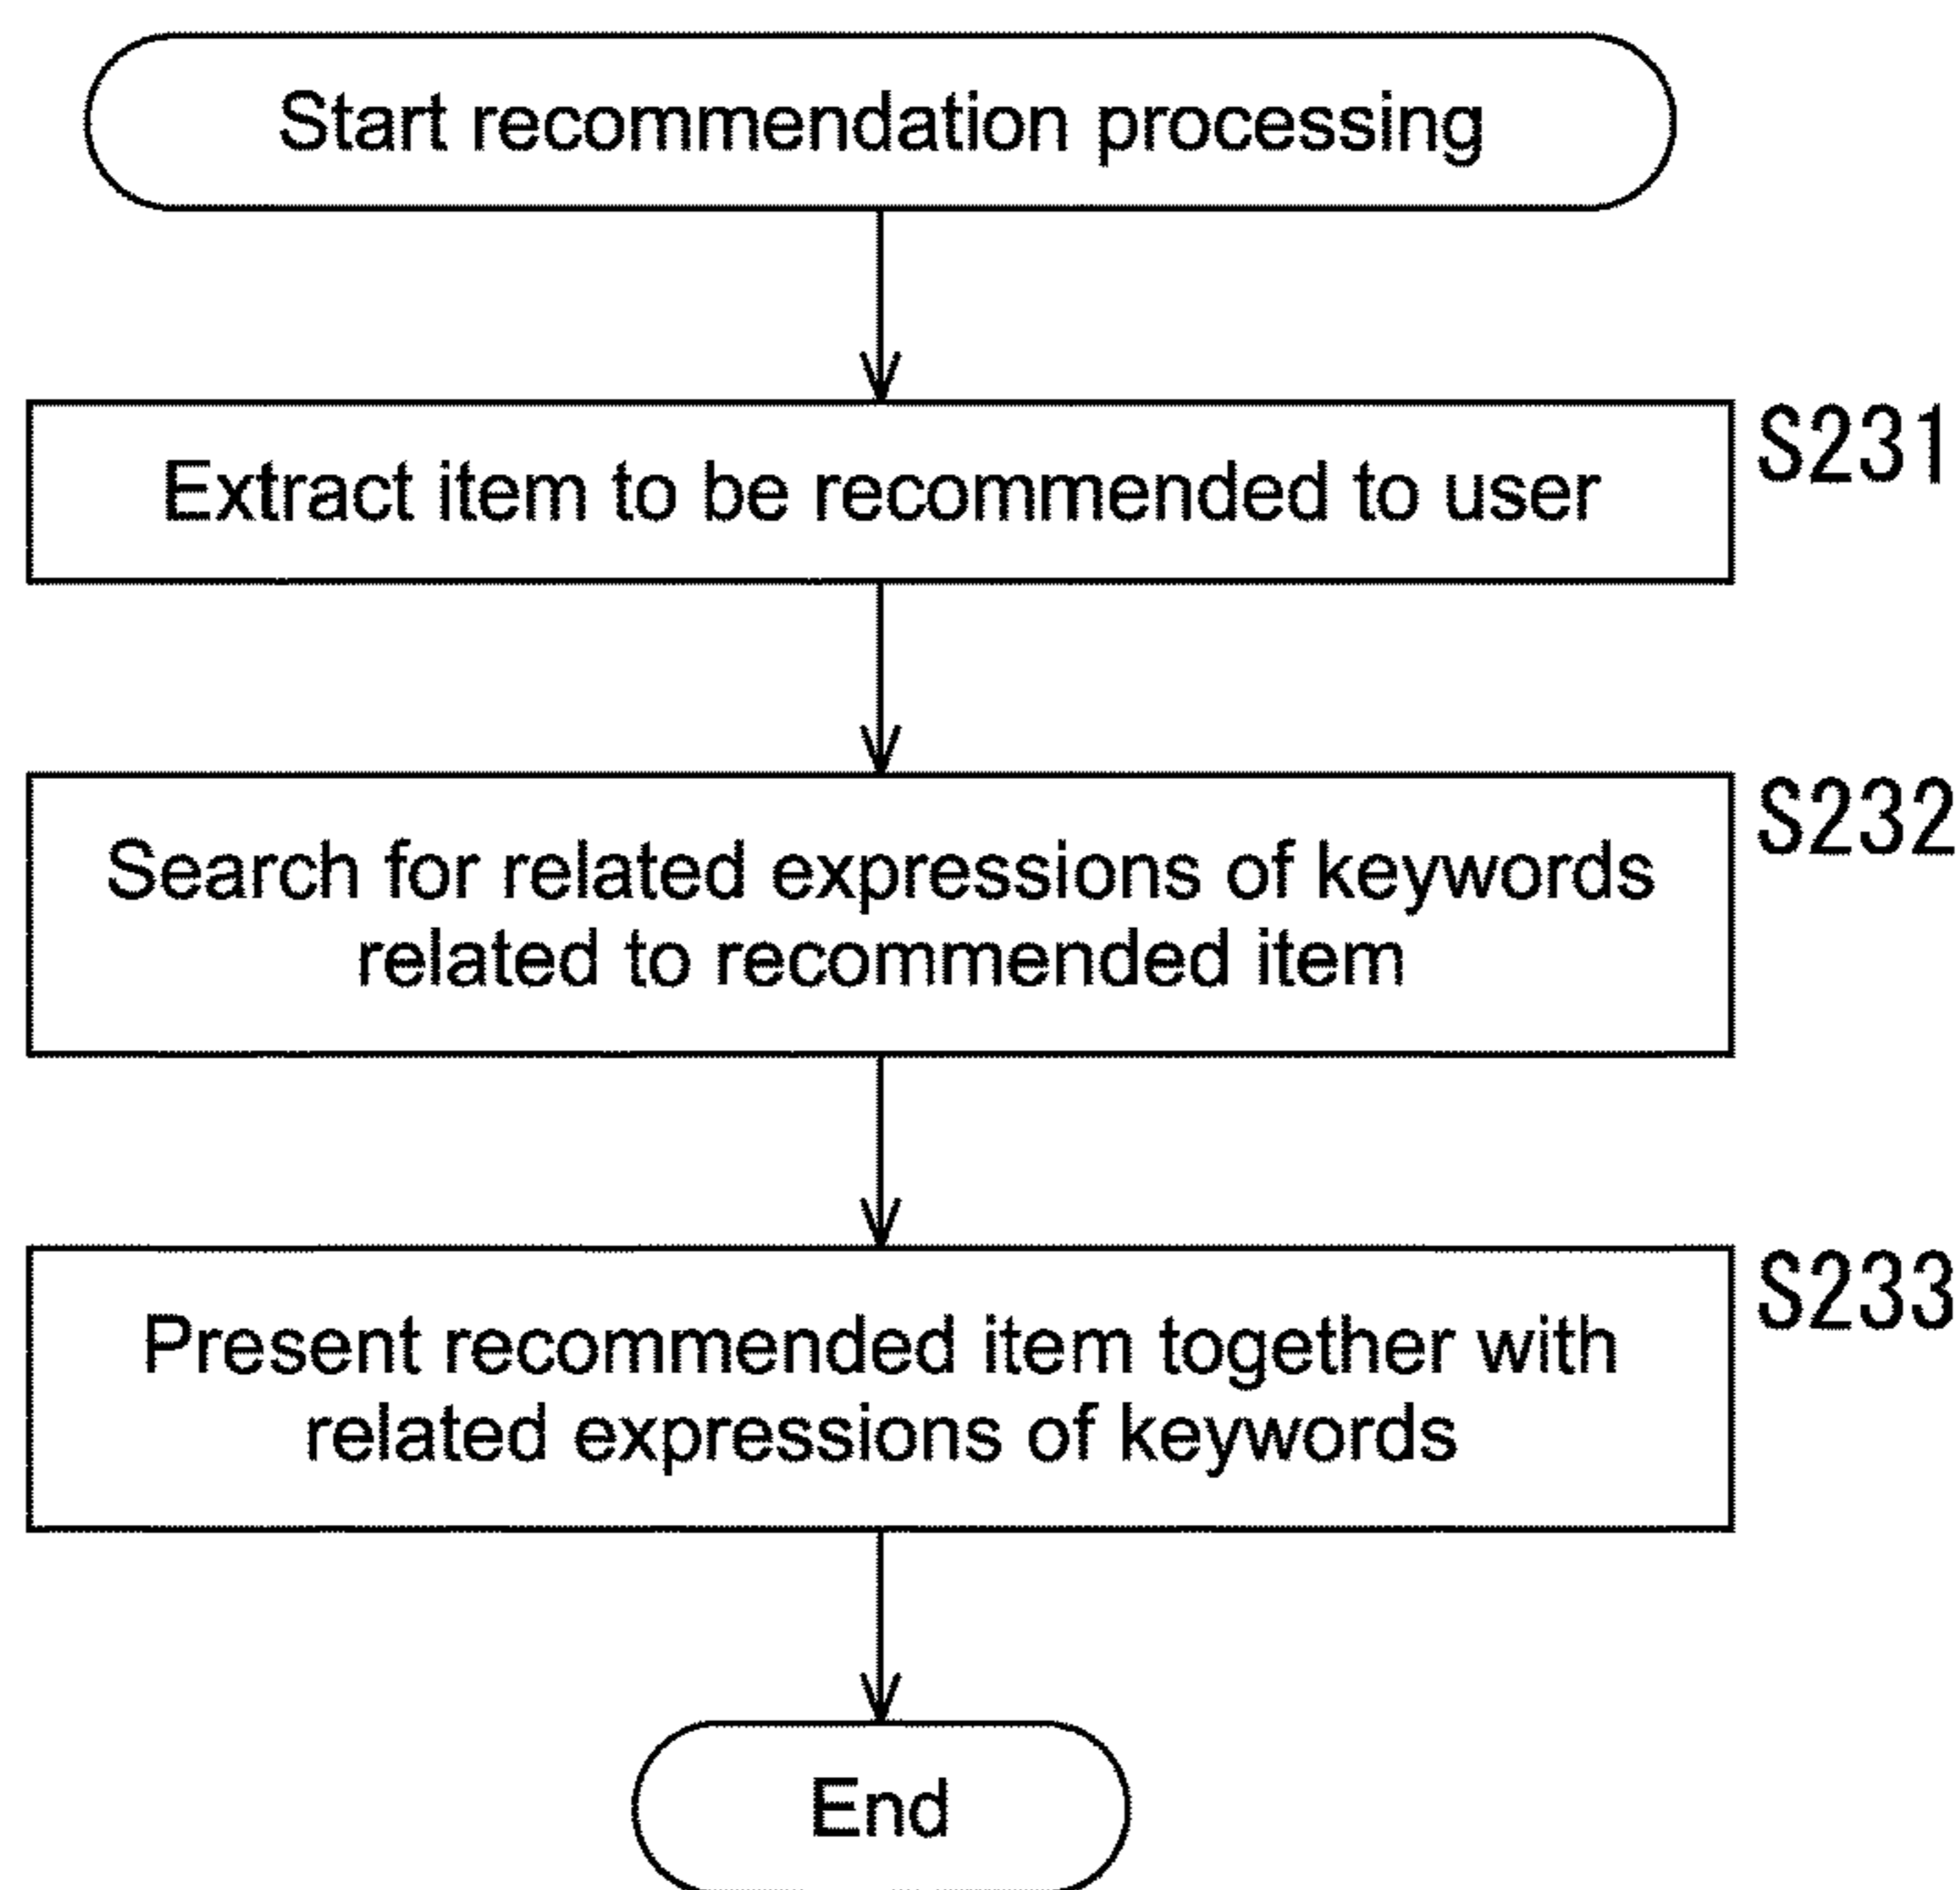 Start recommendation processing
S231
Extract item to be recommended to user
S232
Search for related expressions of keywords
related to recommended item
S233
Present recommended item together with
related expressions of keywords
End